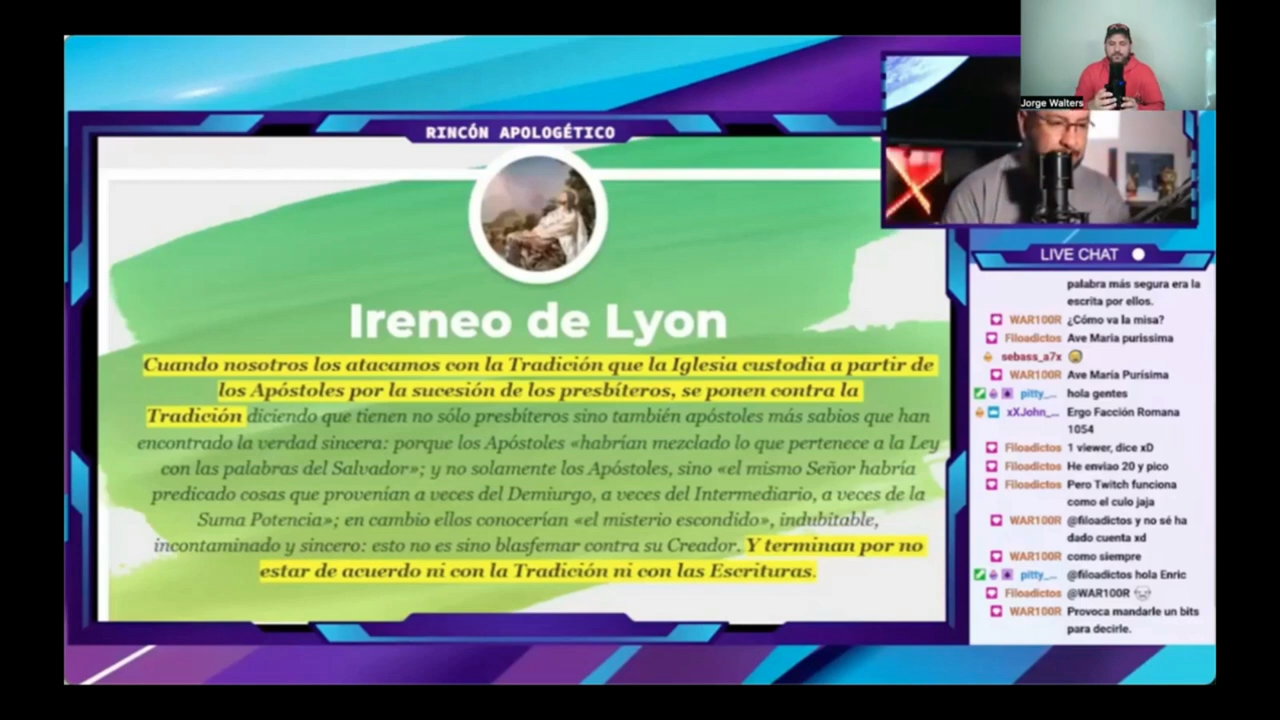 Jorge Walters
RINCÓN APOLOGÉTICO
Ireneo de Lyon
Cuando nosotros los atacamos con la Tradición que la Iglesia custodia a partir de
los Apóstoles por la sucesión de los presbíteros, se ponen contra la
Tradición diciendo que tienen no sólo presbíteros sino también apóstoles más sabios que han
encontrado la verdad sincera: porque los Apóstoles «habrían mezclado lo que pertenece a la Ley
con las palabras del Salvador»; y no solamente los Apóstoles, sino «el mismo Señor habría
predicado cosas que provenían a veces del Demiurgo, a veces del Intermediario, a veces de la
Suma Potencia»; en cambio ellos conocerían «el misterio escondido», indubitable,
incontaminado y sincero: esto no es sino blasfemar contra su Creador. Y terminan por no
estar de acuerdo ni con la Tradición ni con las Escrituras.
LIVE CHAT
palabra más segura era la
escrita por ellos.
WAR100R ¿Cómo va la misa?
Filoadictos Ave Maria purissima
sebass_a7x
WAR100R Ave María Purísima
pitty_... hola gentes
xXJohn_... Ergo Facción Romana
1054
Filoadictos 1 viewer, dice xD
Filoadictos He enviao 20 y pico
Filoadictos Pero Twitch funciona
como el culo jaja
WAR100R @filoadictos y no sé ha
dado cuenta xd
WAR100R como siempre
pitty_... @filoadictos hola Enric
Filoadictos @WAR100R
WAR100R Provoca mandarle un bits
para decirle.